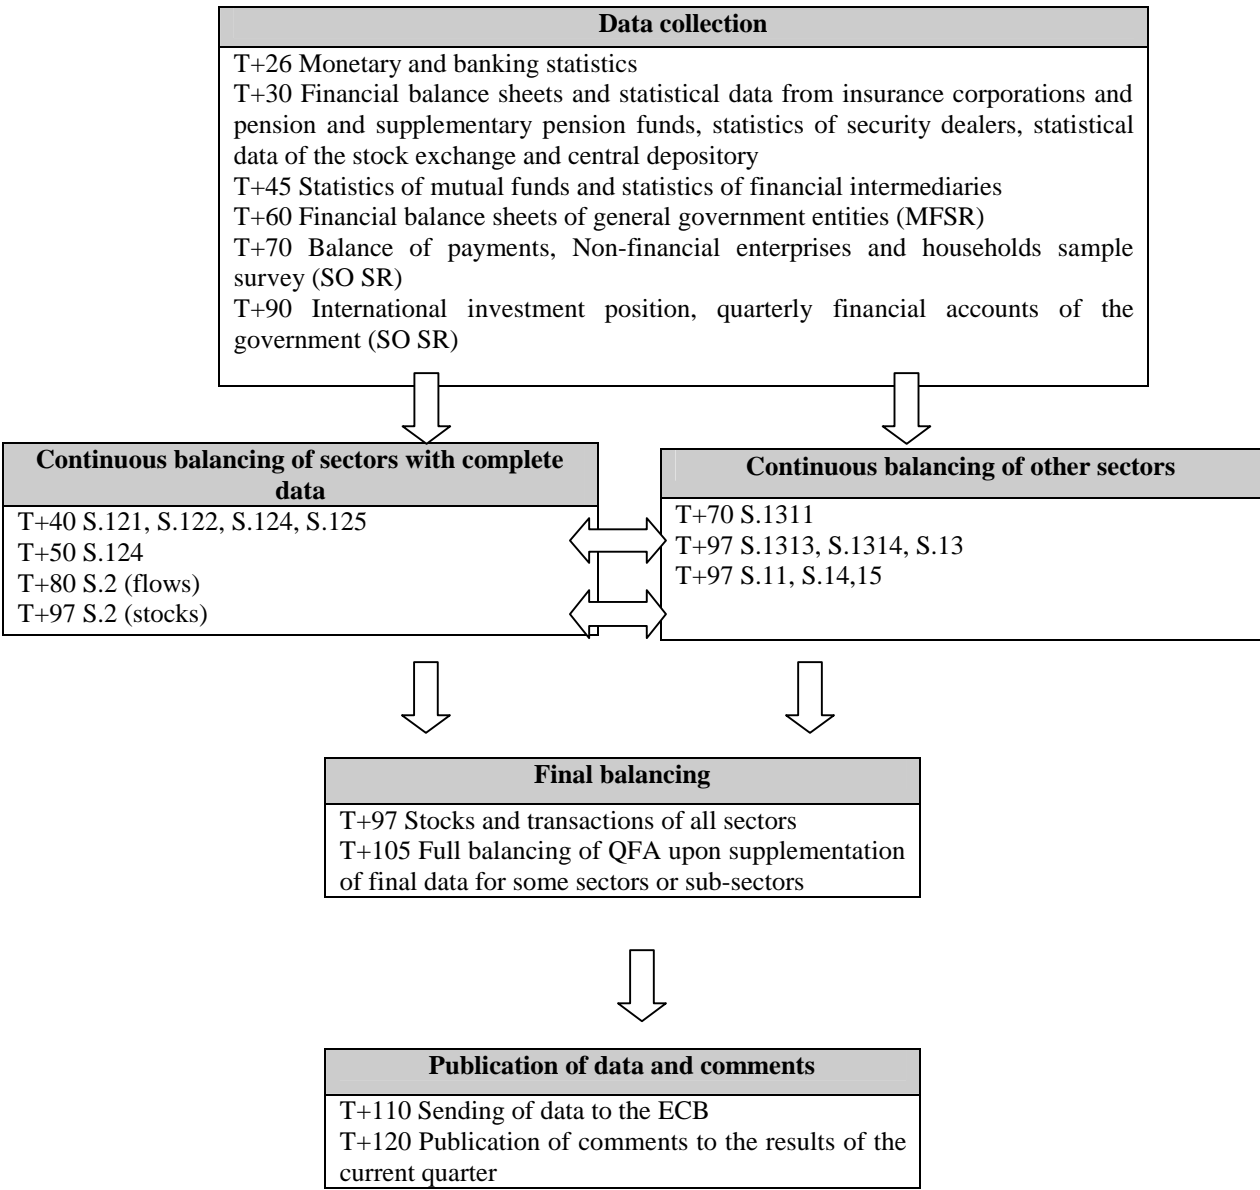 Data collection
T+26 Monetary and banking statistics
T+30 Financial balance sheets and statistical data from insurance corporations and
pension and supplementary pension funds, statistics of security dealers, statistical
data of the stock exchange and central depository
T+45 Statistics of mutual funds and statistics of financial intermediaries
T+60 Financial balance sheets of general government entities (MFSR)
T+70 Balance of payments, Non-financial enterprises and households sample
survey (SO SR)
T+90 International investment position, quarterly financial accounts of the
government (SO SR)
Continuous balancing of sectors with complete
data
T+40 S.121, S.122, S.124, S.125
T+50 S.124
T+80 S.2 (flows)
T+97 S.2 (stocks)
Continuous balancing of other sectors
T+70 S.1311
T+97 S.1313, S.1314, S.13
T+97 S.11, S.14,15
Final balancing
T+97 Stocks and transactions of all sectors
T+105 Full balancing of QFA upon supplementation
of final data for some sectors or sub-sectors
Publication of data and comments
T+110 Sending of data to the ECB
T+120 Publication of comments to the results of the
current quarter